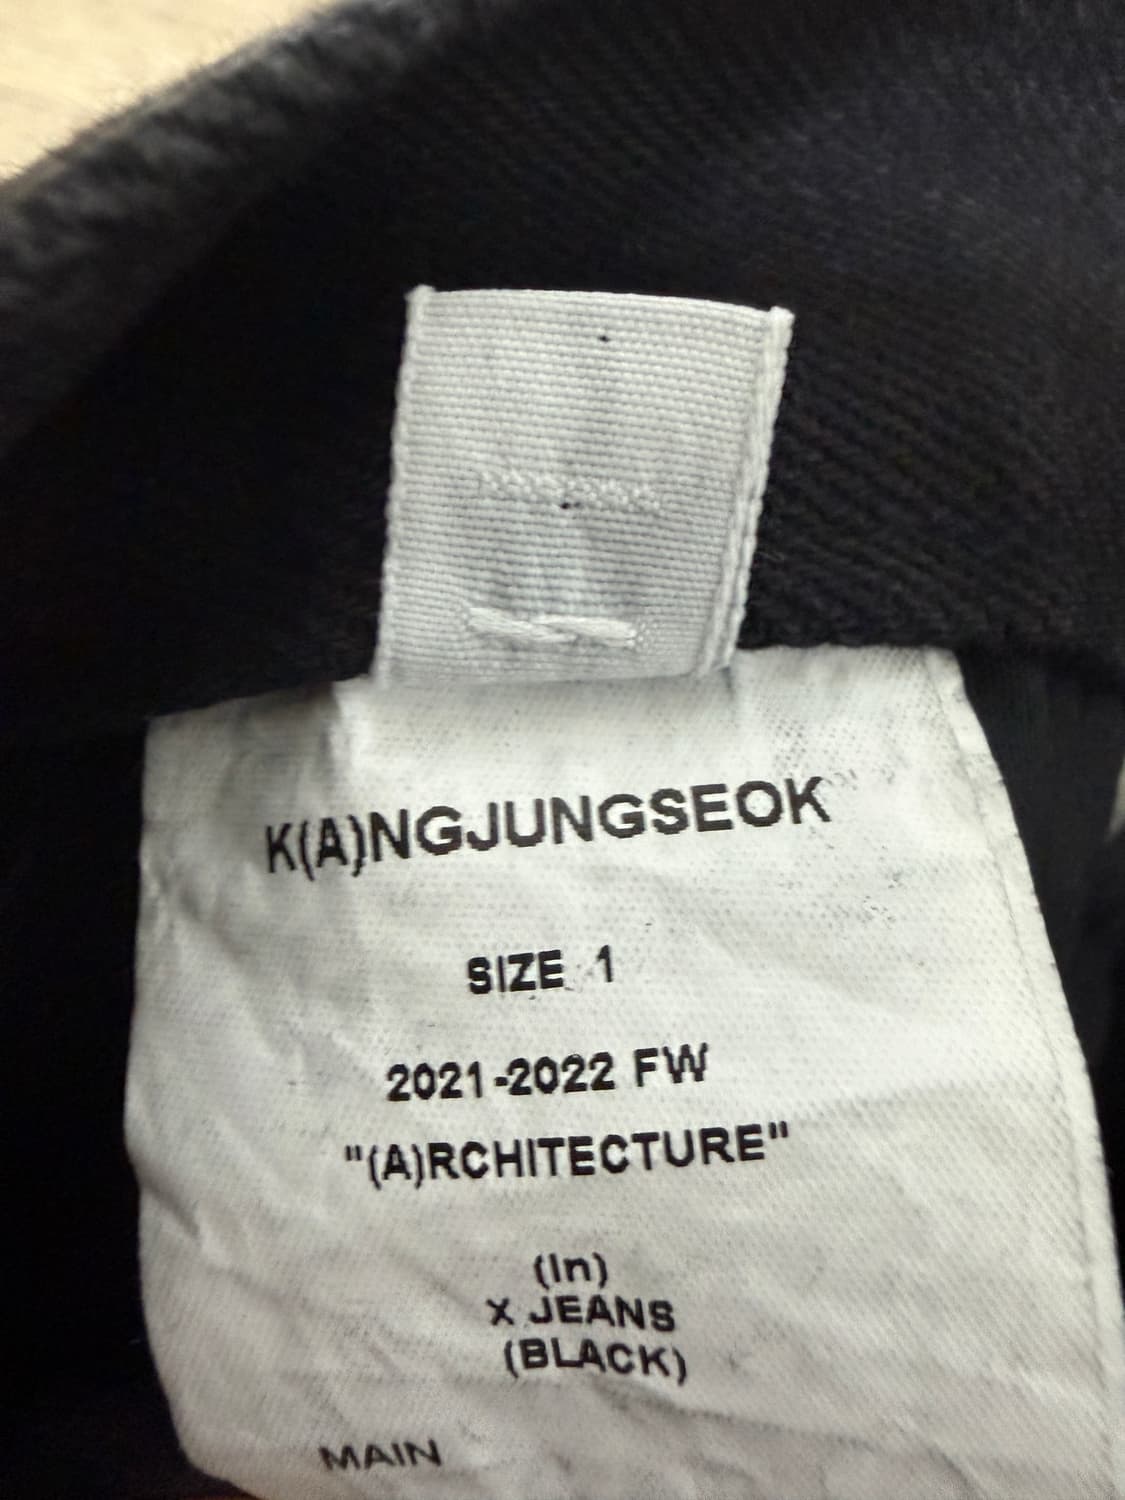 K(A)NGJUNGSEOK
SIZE 1
2021-2022 FW
"(A)RCHITECTURE"
(In)
X JEANS
(BLACK)
MAIN